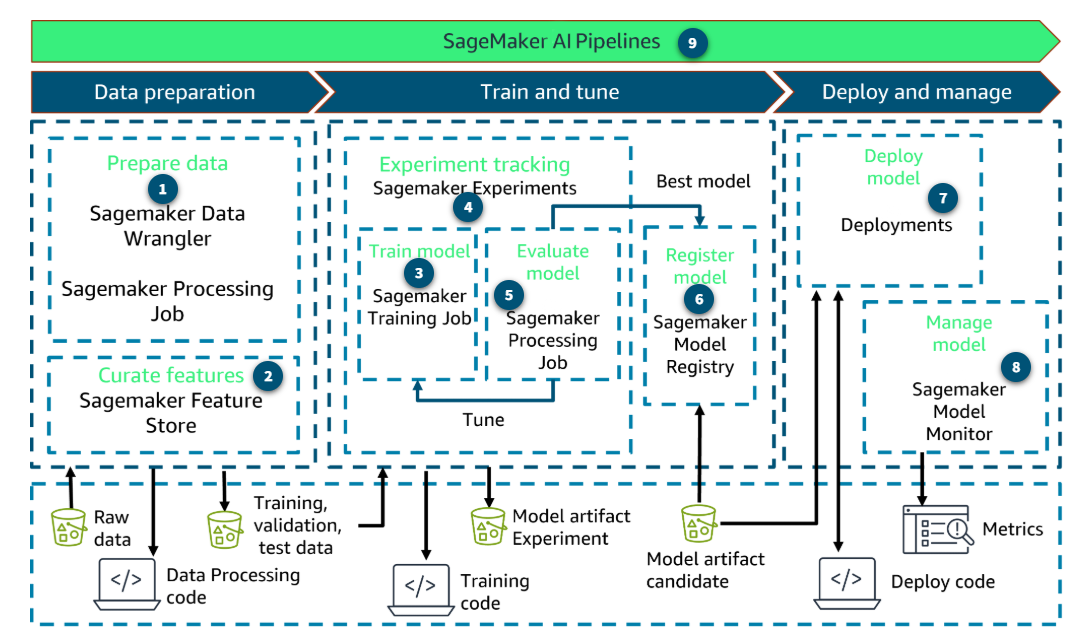 SageMaker AI Pipelines 9
Data preparation
Train and tune
Deploy and manage
Prepare data
1
Sagemaker Data
Wrangler
Sagemaker Processing
Job
Curate features 2
Sagemaker Feature
Store
Experiment tracking
Sagemaker Experiments
4
Train model
3
Sagemaker
Training Job
Evaluate
model
5
Sagemaker
Processing
Job
Tune
Best model
Register
model
6
Sagemaker
Model
Registry
Deploy
model
7
Deployments
Manage
model
8
Sagemaker
Model
Monitor
Raw
data
</>
Data Processing
code
Training,
validation,
test data
</>
Training
code
Model artifact
Experiment
Model artifact
candidate
</>
Deploy code
Metrics